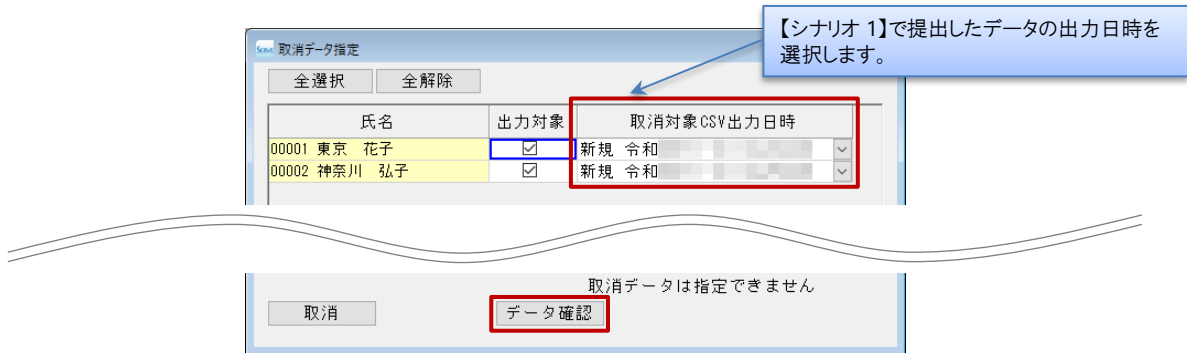 【シナリオ 1】で提出したデータの出力日時を
選択します。
SERVE 取消データ指定
全選択 全解除
氏名 出力対象 取消対象CSV出力日時
00001 東京 花子 新規 令和
00002 神奈川 弘子 新規 令和
取消データは指定できません
取消 データ確認